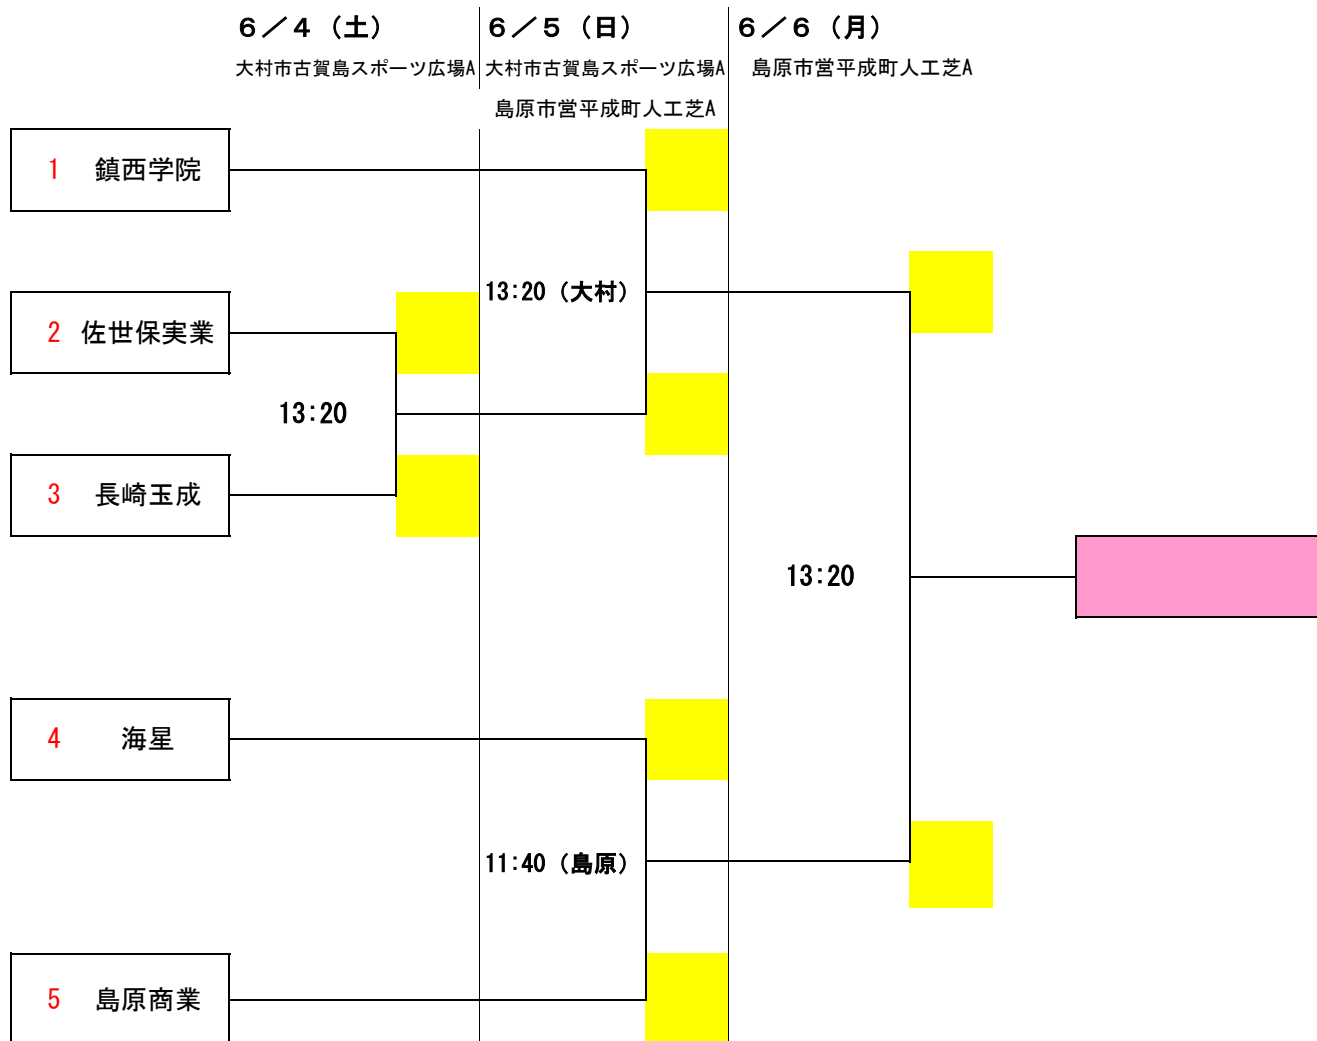 ６／４（土）
大村市古賀島スポーツ広場A
６／５（日）
大村市古賀島スポーツ広場A
島原市営平成町人工芝A
６／６（月）
島原市営平成町人工芝A
1 鎮西学院
13:20（大村）
2 佐世保実業
13:20
3 長崎玉成
13:20
4 海星
11:40（島原）
5 島原商業